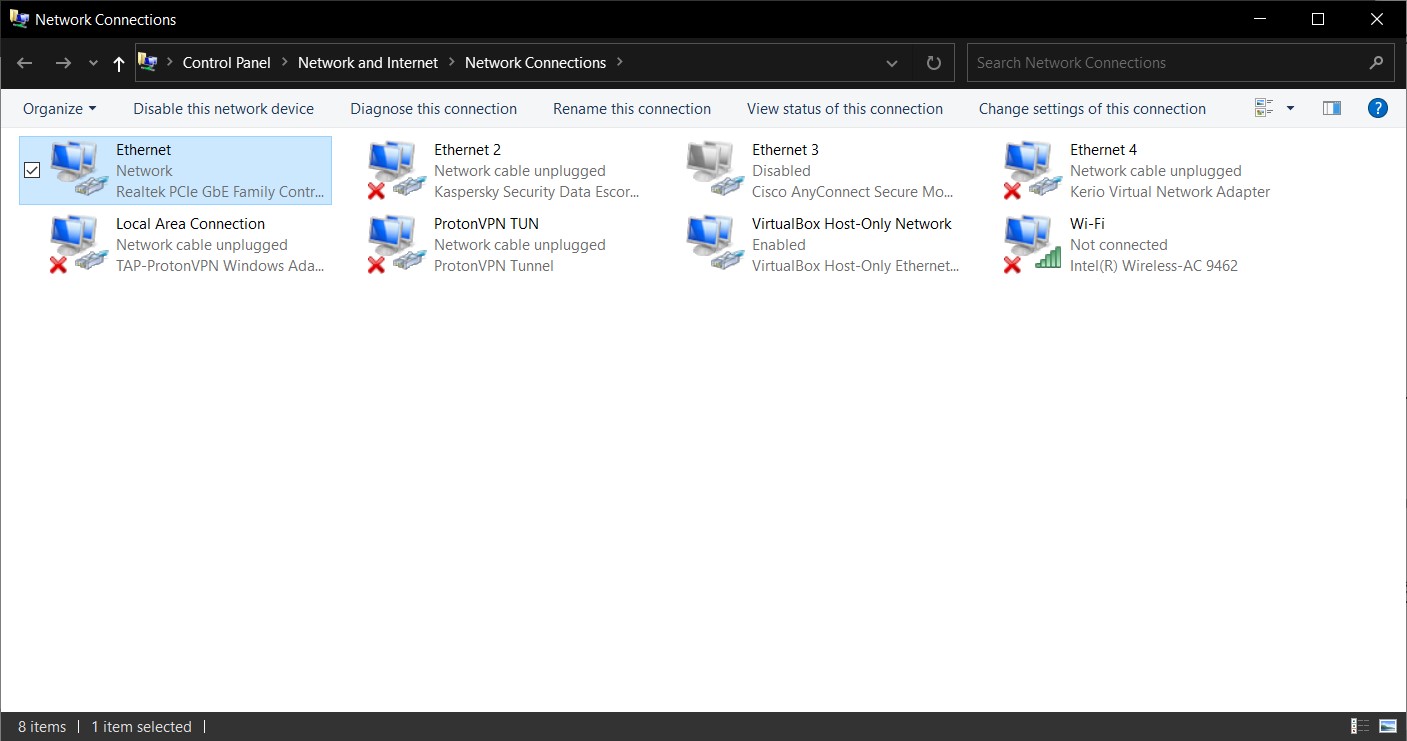 Network Connections
Control Panel > Network and Internet > Network Connections >
Search Network Connections
Organize Disable this network device Diagnose this connection Rename this connection View status of this connection Change settings of this connection ?
Ethernet
Network
Realtek PCIe GbE Family Contr...
Ethernet 2
Network cable unplugged
Kaspersky Security Data Escor...
Ethernet 3
Disabled
Cisco AnyConnect Secure Mo...
Ethernet 4
Network cable unplugged
Kerio Virtual Network Adapter
Local Area Connection
Network cable unplugged
TAP-ProtonVPN Windows Ada...
ProtonVPN TUN
Network cable unplugged
ProtonVPN Tunnel
VirtualBox Host-Only Network
Enabled
VirtualBox Host-Only Ethernet...
Wi-Fi
Not connected
Intel(R) Wireless-AC 9462
8 items | 1 item selected |